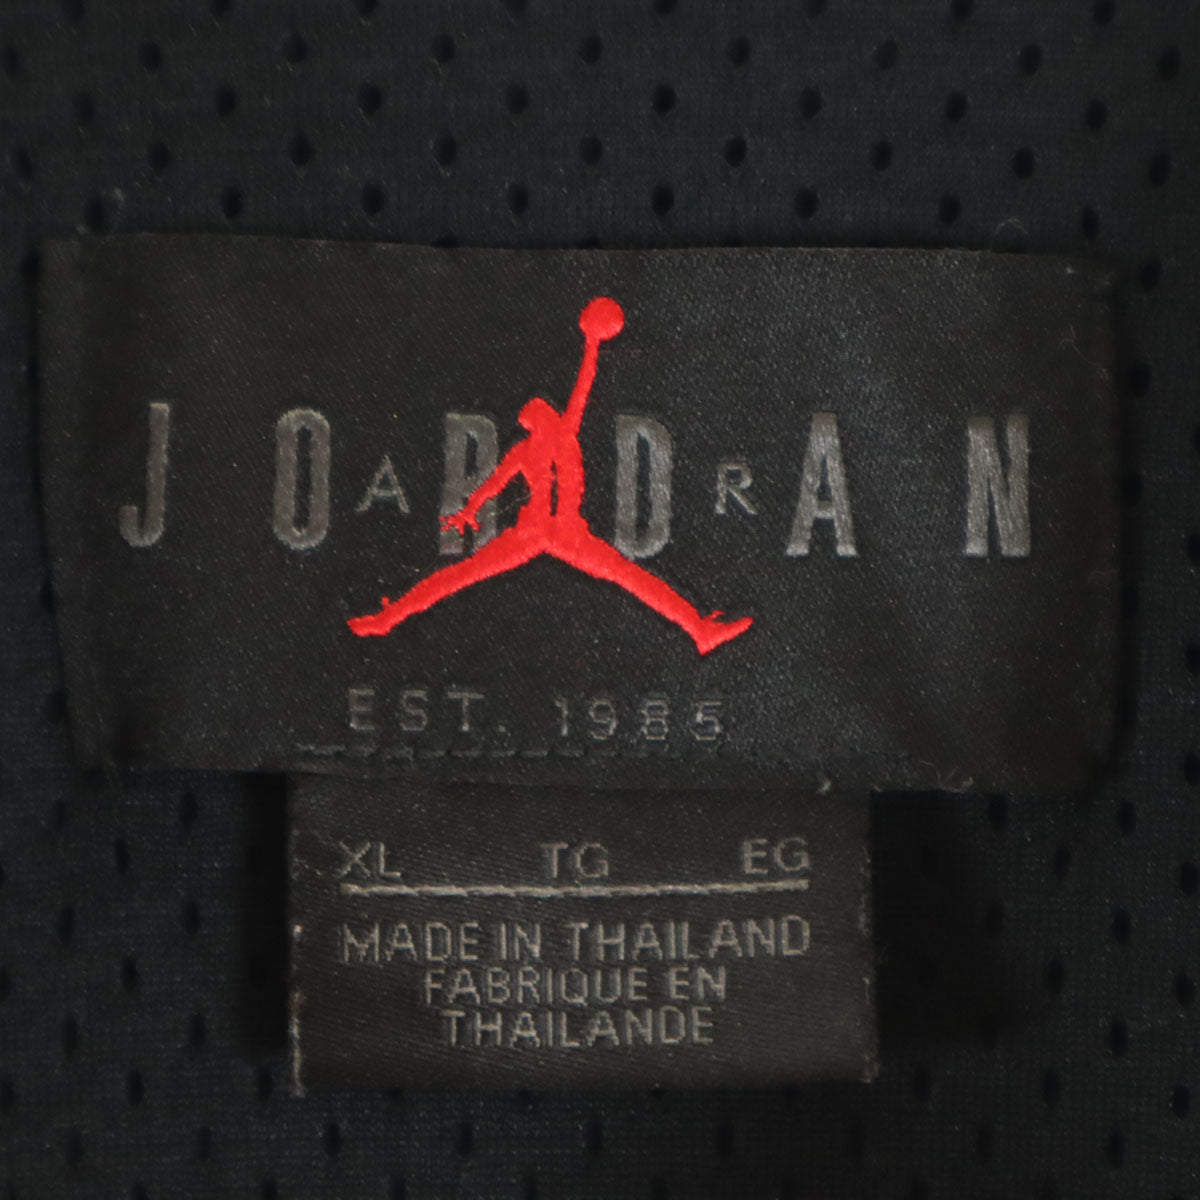 JORDAN
AIR
EST. 1985
XL TG EG
MADE IN THAILAND
FABRIQUE EN
THAILANDE